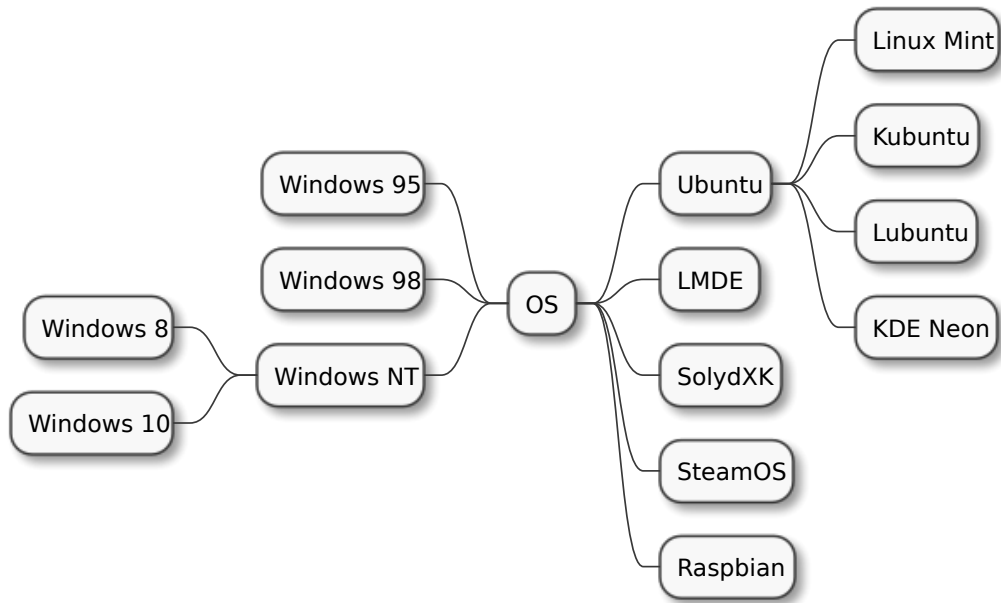 OS
Ubuntu
Linux Mint
Kubuntu
Lubuntu
KDE Neon
LMDE
SolydXK
SteamOS
Raspbian
Windows 95
Windows 98
Windows NT
Windows 8
Windows 10